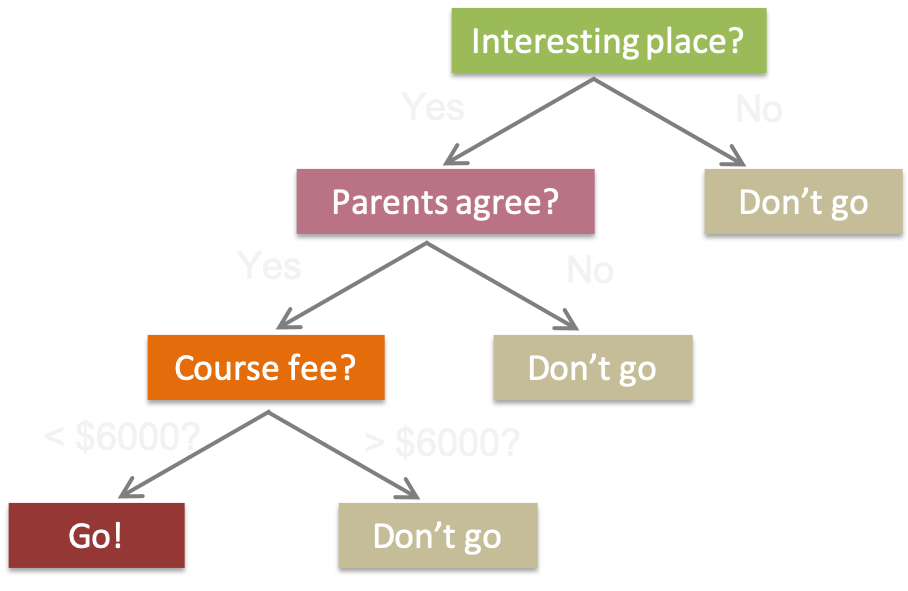 Interesting place?
Yes
No
Parents agree?
Don’t go
Yes
No
Course fee?
Don’t go
< $6000?
> $6000?
Go!
Don’t go